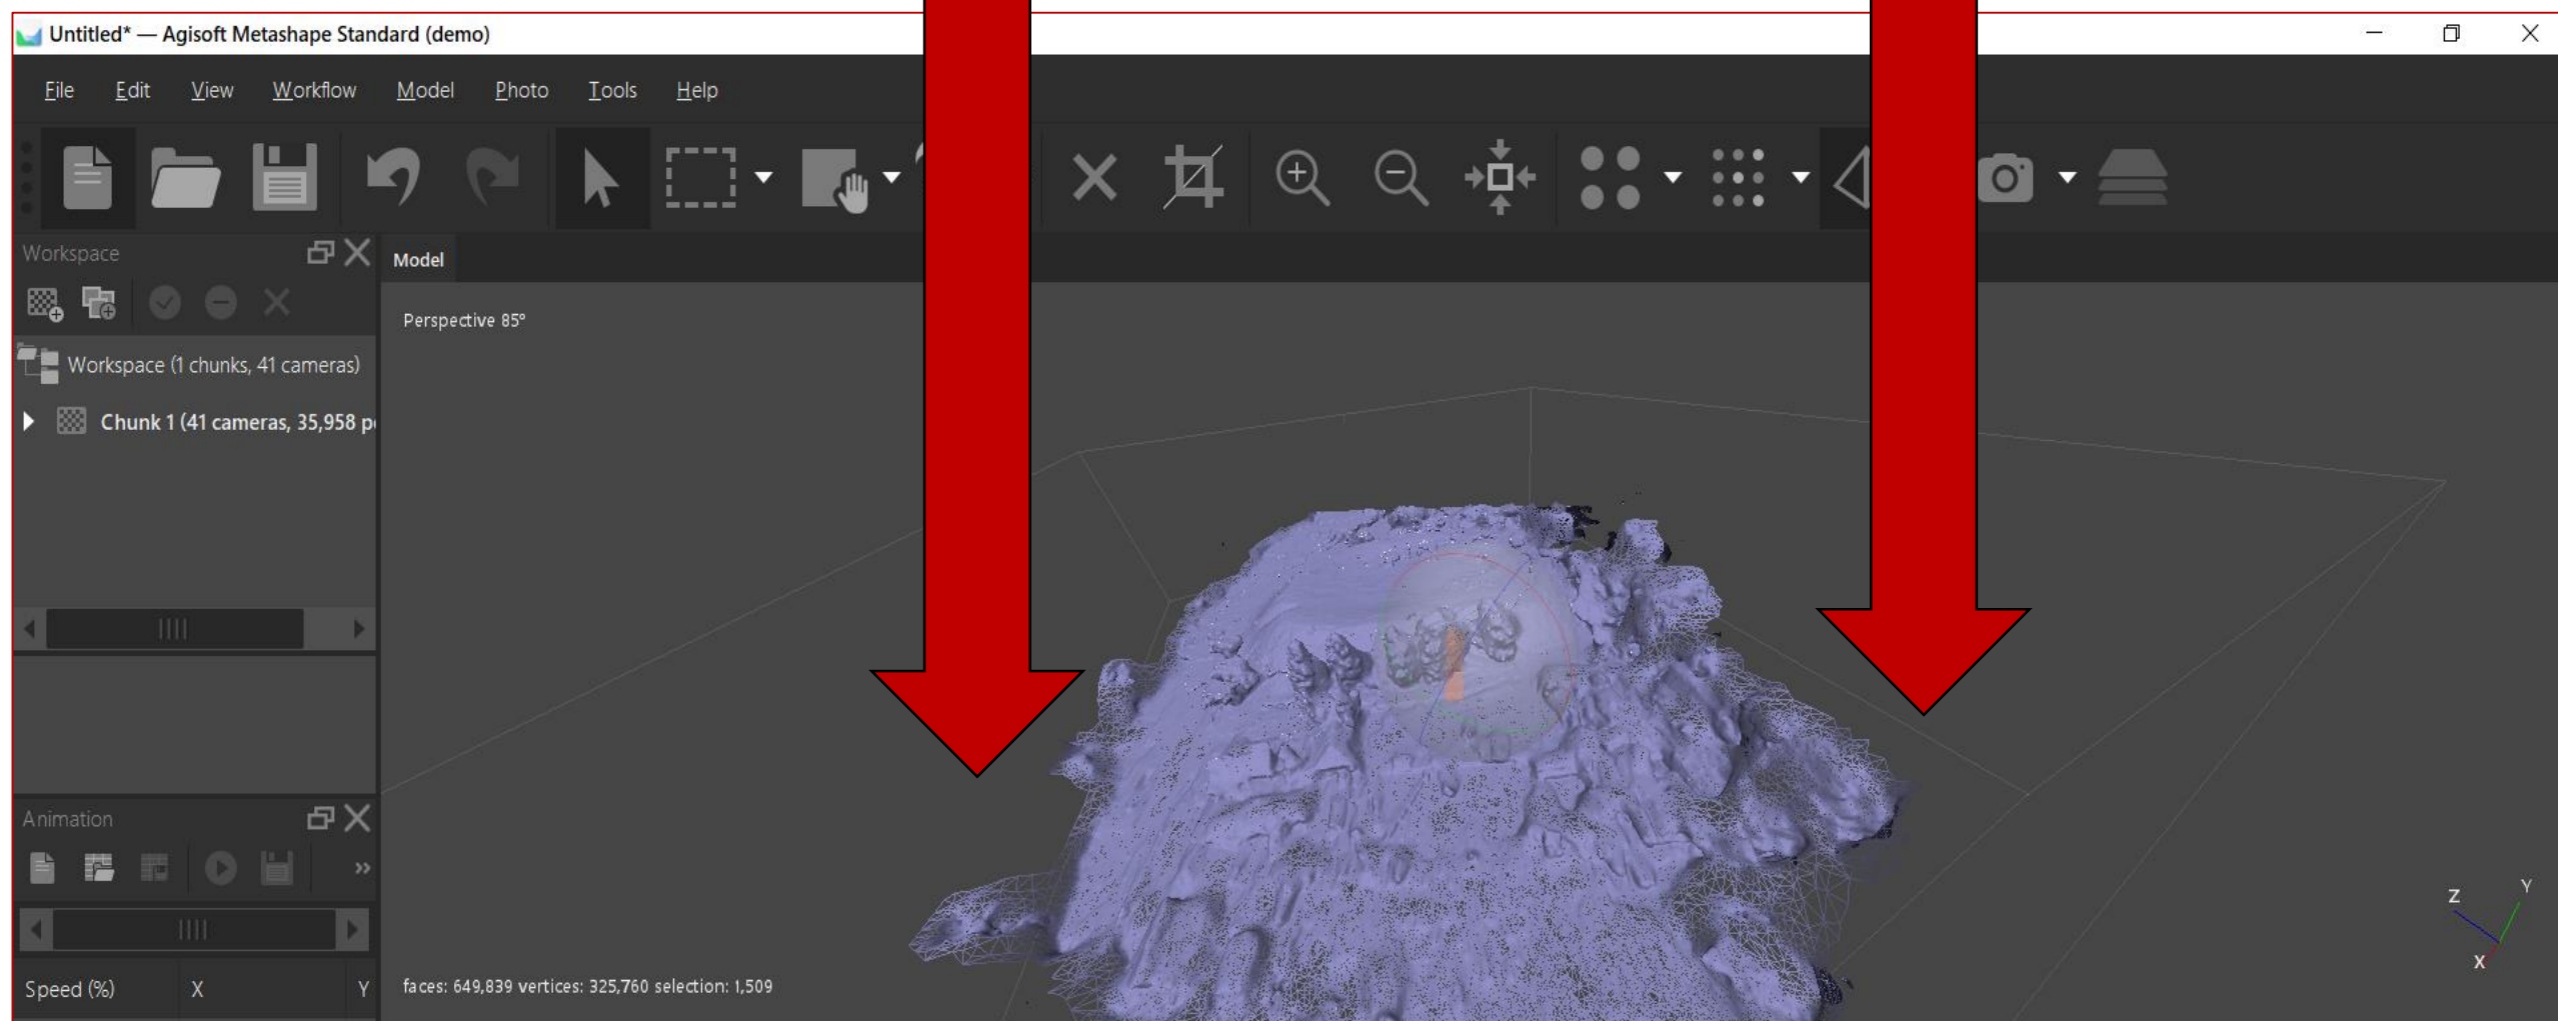 Untitled* — Agisoft Metashape Standard (demo)
File Edit View Workflow Model Photo Tools Help
Workspace
Model
Perspective 85°
Workspace (1 chunks, 41 cameras)
Chunk 1 (41 cameras, 35,958 p
Animation
»
Speed (%) X Y
faces: 649,839 vertices: 325,760 selection: 1,509
Z Y
X